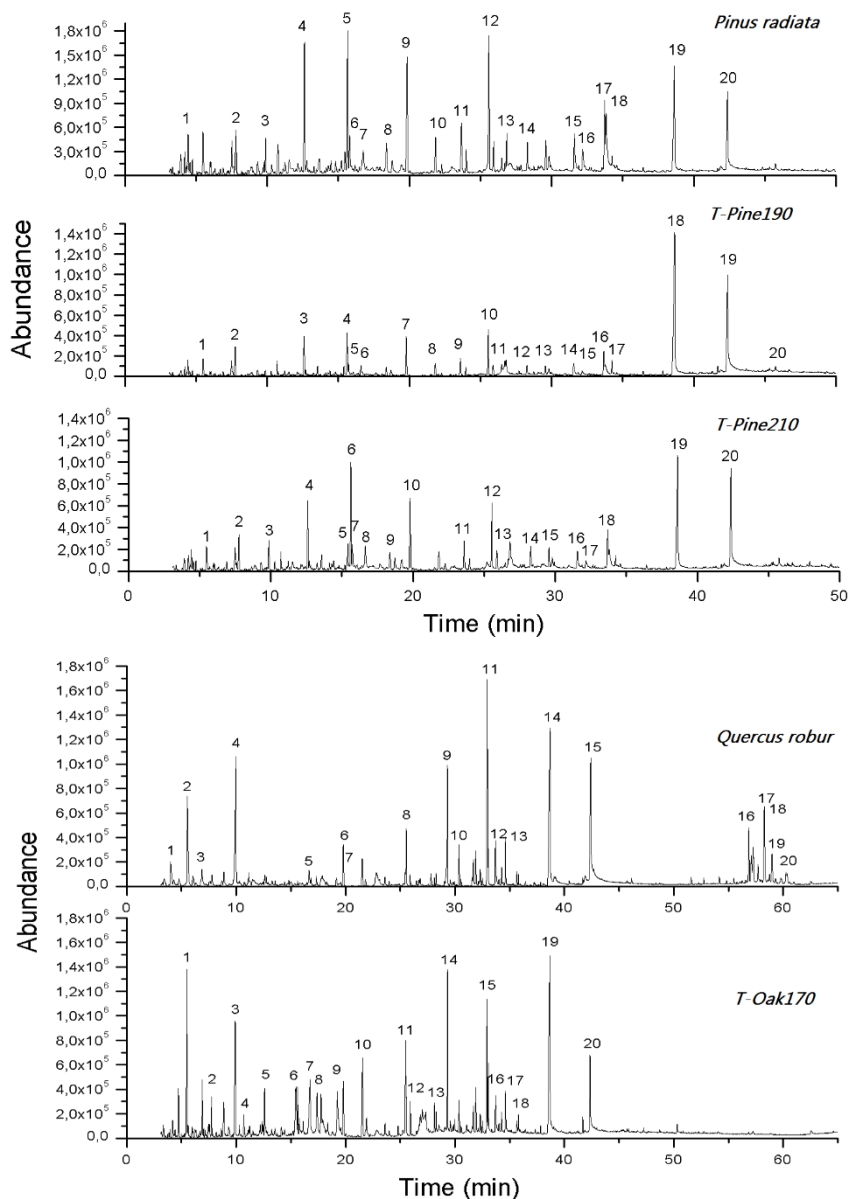 Pinus radiata
1,8x10⁶
1,5x10⁶
1,2x10⁶
9,0x10⁵
6,0x10⁵
3,0x10⁵
0,0
1 2 3 4 5 6 7 8 9 10 11 12 13 14 15 16 17 18 19 20
T-Pine190
1,4x10⁶
1,2x10⁶
1,0x10⁶
8,0x10⁵
6,0x10⁵
4,0x10⁵
2,0x10⁵
0,0
1 2 3 4 5 6 7 8 9 10 11 12 13 14 15 16 17 18 19 20
Abundance
T-Pine210
1,4x10⁶
1,2x10⁶
1,0x10⁶
8,0x10⁵
6,0x10⁵
4,0x10⁵
2,0x10⁵
0,0
1 2 3 4 5 6 7 8 9 10 11 12 13 14 15 16 17 18 19 20
0 10 20 30 40 50
Time (min)
Quercus robur
1,8x10⁶
1,6x10⁶
1,4x10⁶
1,2x10⁶
1,0x10⁶
8,0x10⁵
6,0x10⁵
4,0x10⁵
2,0x10⁵
0,0
1 2 3 4 5 6 7 8 9 10 11 12 13 14 15 16 17 18 19 20
0 10 20 30 40 50 60
Abundance
T-Oak170
1,8x10⁶
1,6x10⁶
1,4x10⁶
1,2x10⁶
1,0x10⁶
8,0x10⁵
6,0x10⁵
4,0x10⁵
2,0x10⁵
0,0
1 2 3 4 5 6 7 8 9 10 11 12 13 14 15 16 17 18 19 20
0 10 20 30 40 50 60
Time (min)